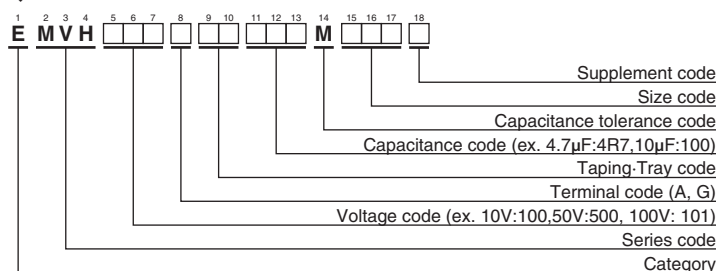 1 2 3 4 5 6 7 8 9 10 11 12 13 14 15 16 17 18
E M V H M
Supplement code
Size code
Capacitance tolerance code
Capacitance code (ex. 4.7µF:4R7,10µF:100)
Taping·Tray code
Terminal code (A, G)
Voltage code (ex. 10V:100,50V:500, 100V: 101)
Series code
Category